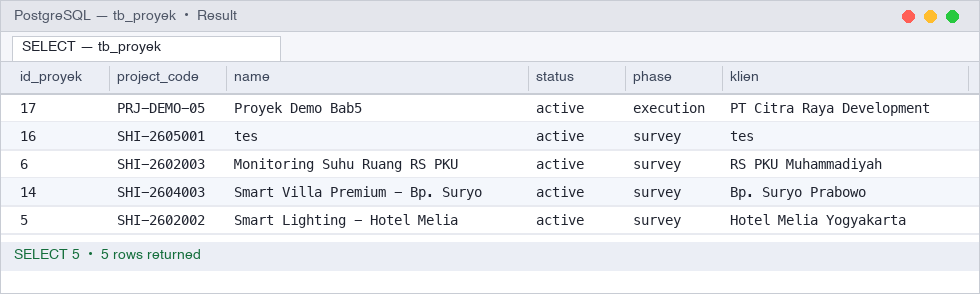 PostgreSQL — tb_proyek • Result
SELECT — tb_proyek
id_proyek project_code name status phase klien
17 PRJ−DEMO−05 Proyek Demo Bab5 active execution PT Citra Raya Development
16 SHI−2605001 tes active survey tes
6 SHI−2602003 Monitoring Suhu Ruang RS PKU active survey RS PKU Muhammadiyah
14 SHI−2604003 Smart Villa Premium − Bp. Suryo active survey Bp. Suryo Prabowo
5 SHI−2602002 Smart Lighting − Hotel Melia active survey Hotel Melia Yogyakarta
SELECT 5 • 5 rows returned